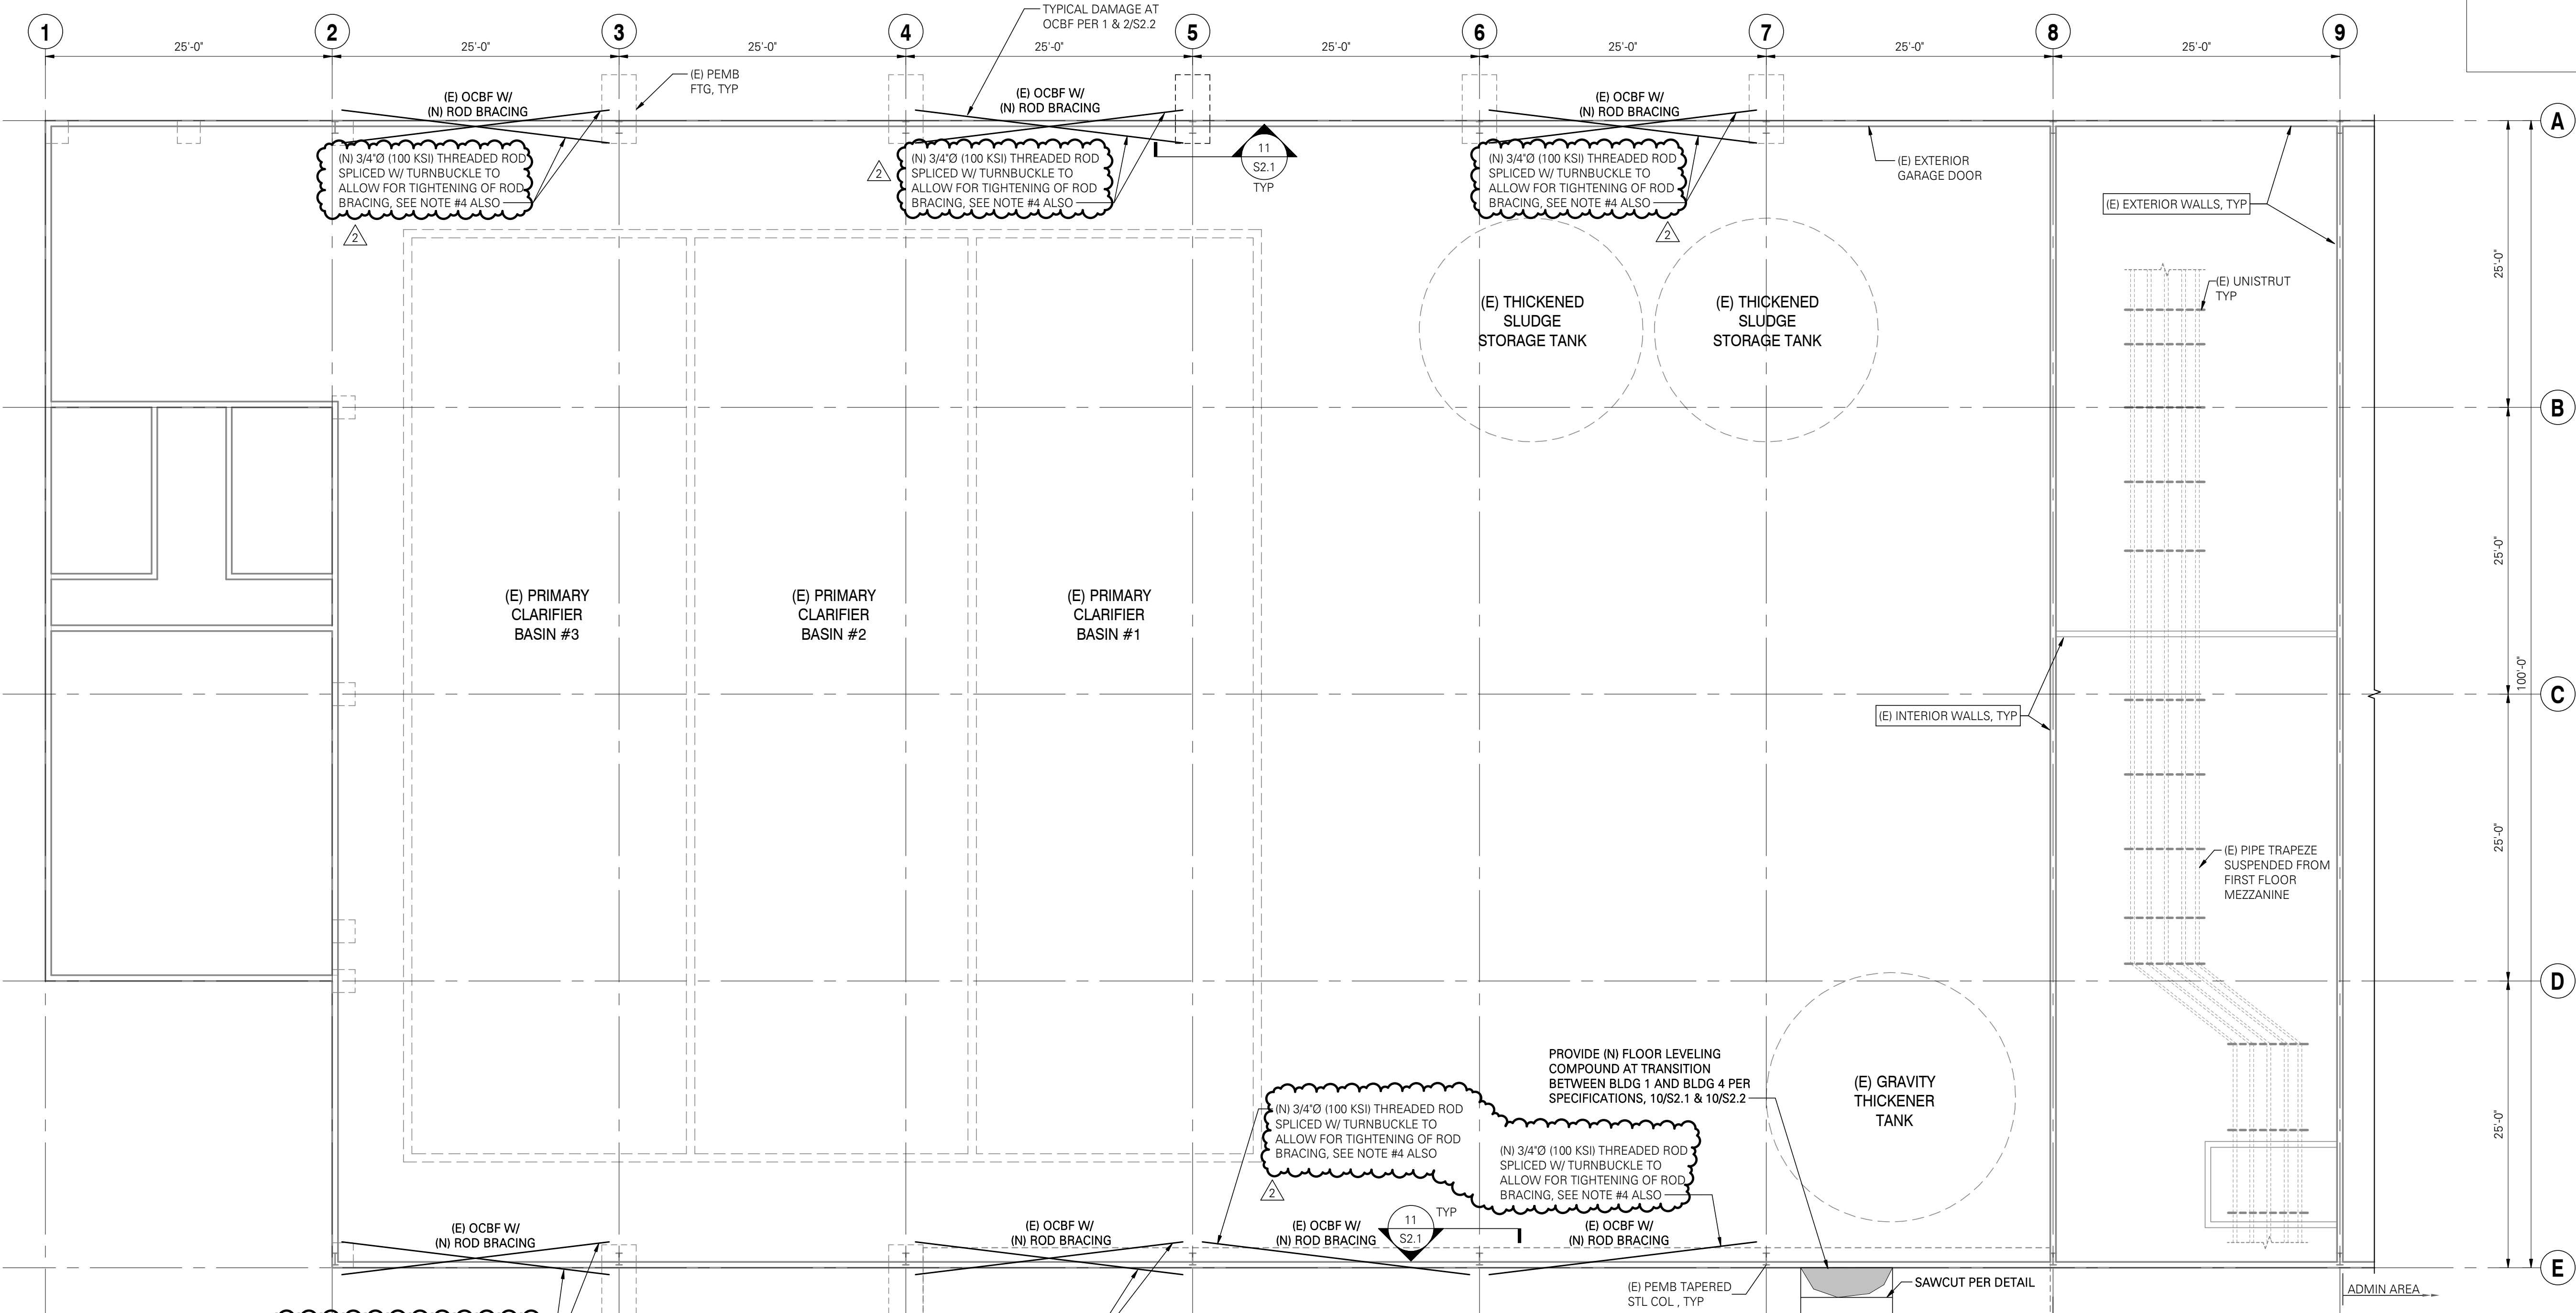 TYPICAL DAMAGE AT
OCBF PER 1 & 2/S2.2
1
2
3
4
5
6
7
8
9
25'-0"
25'-0"
25'-0"
25'-0"
25'-0"
25'-0"
25'-0"
25'-0"
(E) PEMB
FTG, TYP
(E) OCBF W/
(N) ROD BRACING
(E) OCBF W/
(N) ROD BRACING
(E) OCBF W/
(N) ROD BRACING
A
(N) 3/4"Ø (100 KSI) THREADED ROD
SPLICED W/ TURNBUCKLE TO
ALLOW FOR TIGHTENING OF ROD
BRACING, SEE NOTE #4 ALSO
2
2
(N) 3/4"Ø (100 KSI) THREADED ROD
SPLICED W/ TURNBUCKLE TO
ALLOW FOR TIGHTENING OF ROD
BRACING, SEE NOTE #4 ALSO
11
S2.1
TYP
(N) 3/4"Ø (100 KSI) THREADED ROD
SPLICED W/ TURNBUCKLE TO
ALLOW FOR TIGHTENING OF ROD
BRACING, SEE NOTE #4 ALSO
2
(E) EXTERIOR
GARAGE DOOR
(E) EXTERIOR WALLS, TYP
25'-0"
(E) UNISTRUT
TYP
(E) THICKENED
SLUDGE
STORAGE TANK
(E) THICKENED
SLUDGE
STORAGE TANK
B
25'-0"
(E) PRIMARY
CLARIFIER
BASIN #3
(E) PRIMARY
CLARIFIER
BASIN #2
(E) PRIMARY
CLARIFIER
BASIN #1
100'-0"
C
(E) INTERIOR WALLS, TYP
25'-0"
(E) PIPE TRAPEZE
SUSPENDED FROM
FIRST FLOOR
MEZZANINE
D
PROVIDE (N) FLOOR LEVELING
COMPOUND AT TRANSITION
BETWEEN BLDG 1 AND BLDG 4 PER
SPECIFICATIONS, 10/S2.1 & 10/S2.2
(E) GRAVITY
THICKENER
TANK
25'-0"
(N) 3/4"Ø (100 KSI) THREADED ROD
SPLICED W/ TURNBUCKLE TO
ALLOW FOR TIGHTENING OF ROD
BRACING, SEE NOTE #4 ALSO
2
(N) 3/4"Ø (100 KSI) THREADED ROD
SPLICED W/ TURNBUCKLE TO
ALLOW FOR TIGHTENING OF ROD
BRACING, SEE NOTE #4 ALSO
(E) OCBF W/
(N) ROD BRACING
(E) OCBF W/
(N) ROD BRACING
(E) OCBF W/
(N) ROD BRACING
11
S2.1
TYP
(E) OCBF W/
(N) ROD BRACING
E
(E) PEMB TAPERED
STL COL , TYP
SAWCUT PER DETAIL
ADMIN AREA